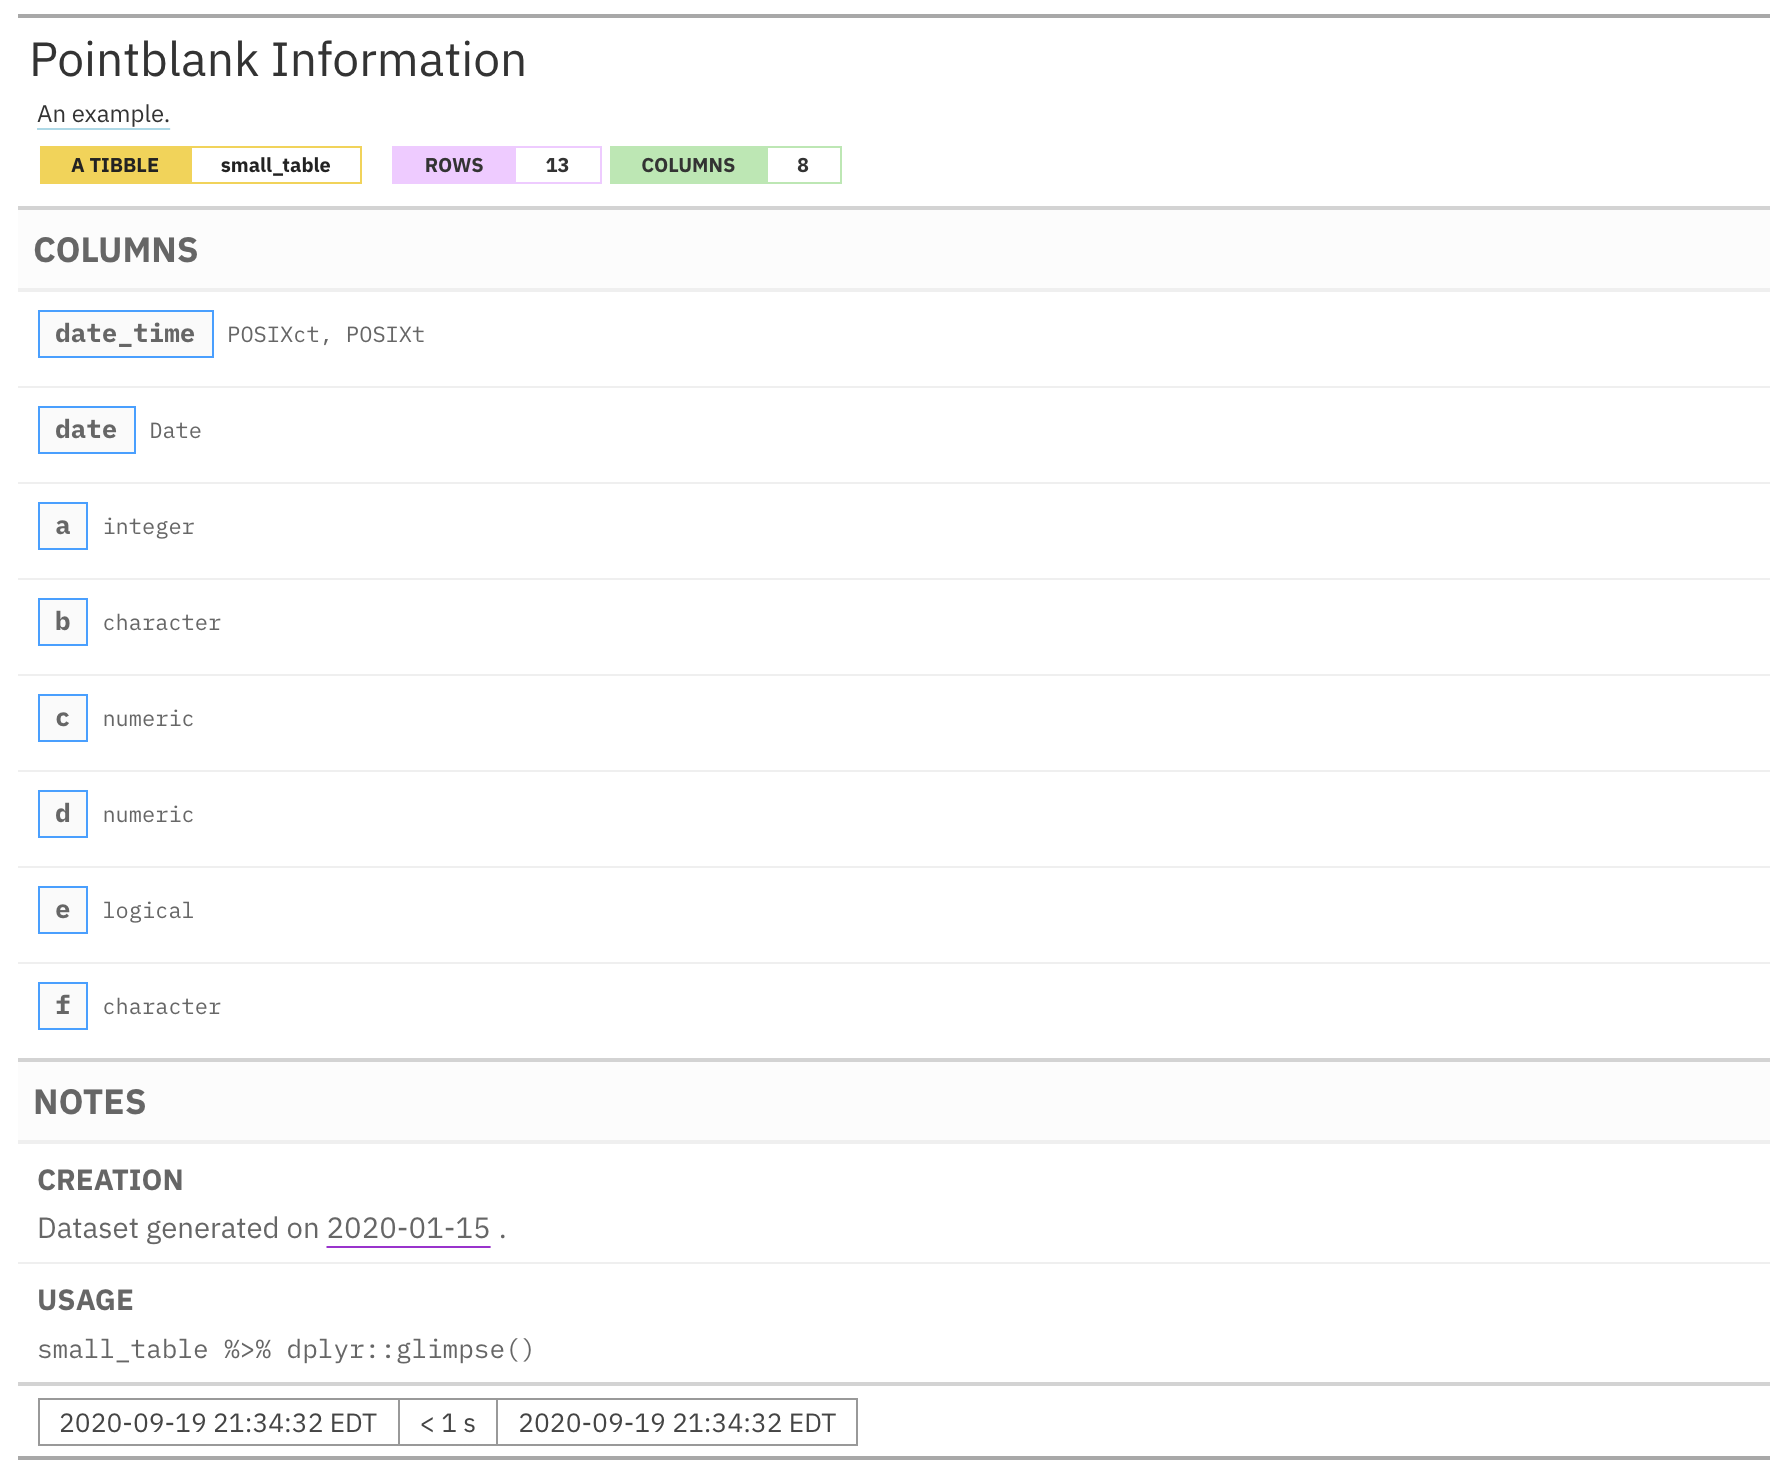 Pointblank Information
An example.
A TIBBLE small_table ROWS 13 COLUMNS 8
COLUMNS
date_time POSIXct, POSIXt
date Date
a integer
b character
c numeric
d numeric
e logical
f character
NOTES
CREATION
Dataset generated on 2020-01-15 .
USAGE
small_table %>% dplyr::glimpse()
2020-09-19 21:34:32 EDT < 1 s 2020-09-19 21:34:32 EDT